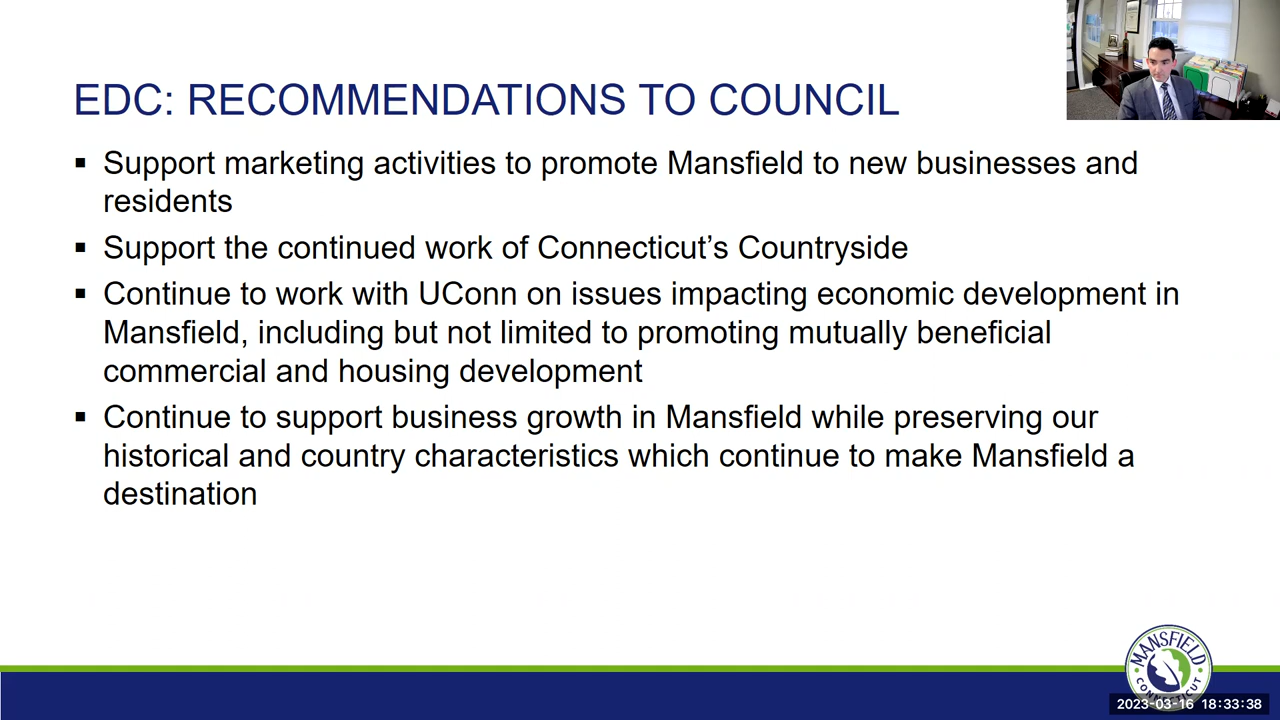 EDC: RECOMMENDATIONS TO COUNCIL
▪ Support marketing activities to promote Mansfield to new businesses and
residents
▪ Support the continued work of Connecticut’s Countryside
▪ Continue to work with UConn on issues impacting economic development in
Mansfield, including but not limited to promoting mutually beneficial
commercial and housing development
▪ Continue to support business growth in Mansfield while preserving our
historical and country characteristics which continue to make Mansfield a
destination
MANSFIELD
CONNECTICUT
2023-03-16 18:33:38